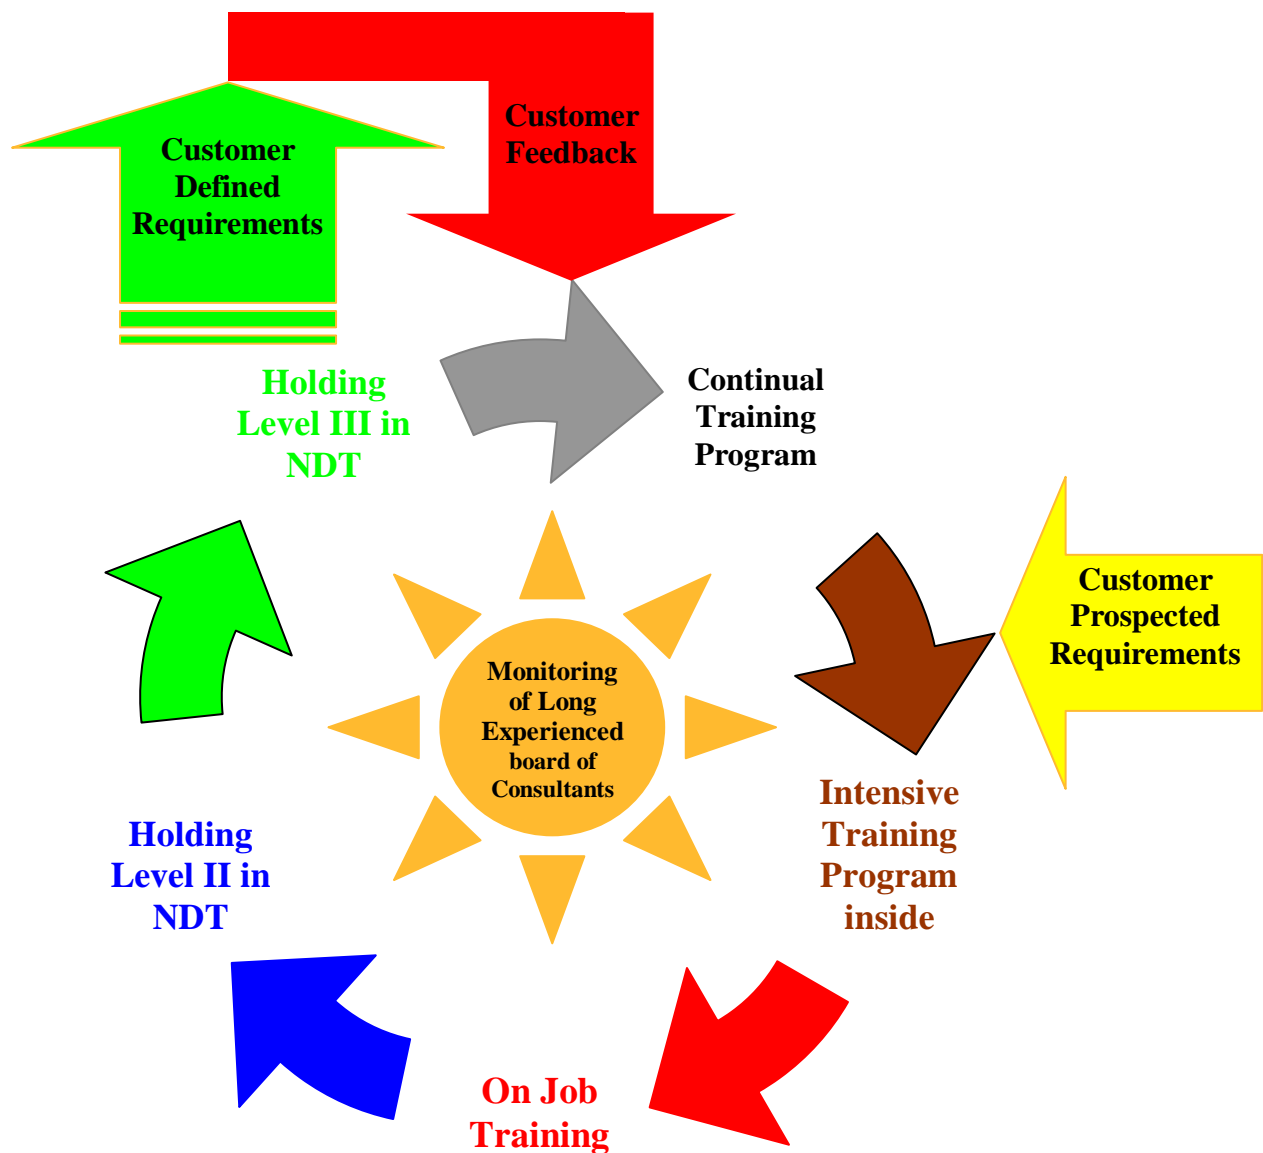 Customer
Defined
Requirements
Customer
Feedback
Holding
Level III in
NDT
Continual
Training
Program
Customer
Prospected
Requirements
Monitoring
of Long
Experienced
board of
Consultants
Intensive
Training
Program
inside
Holding
Level II in
NDT
On Job
Training